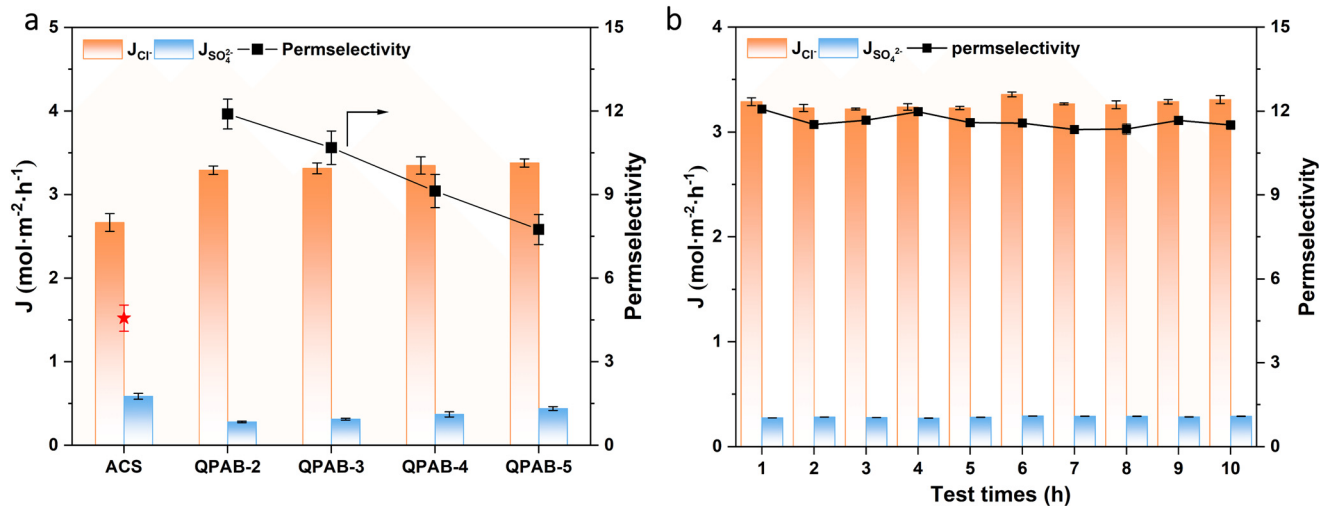 a
J_Cl⁻ J_SO₄²⁻ Permselectivity
J (mol·m⁻²·h⁻¹)
5
4
3
2
1
0
15
12
9
6
3
0
Permselectivity
ACS QPAB-2 QPAB-3 QPAB-4 QPAB-5
b
J_Cl⁻ J_SO₄²⁻ permselectivity
J (mol·m⁻²·h⁻¹)
4
3
2
1
0
15
12
9
6
3
0
Permselectivity
1 2 3 4 5 6 7 8 9 10
Test times (h)